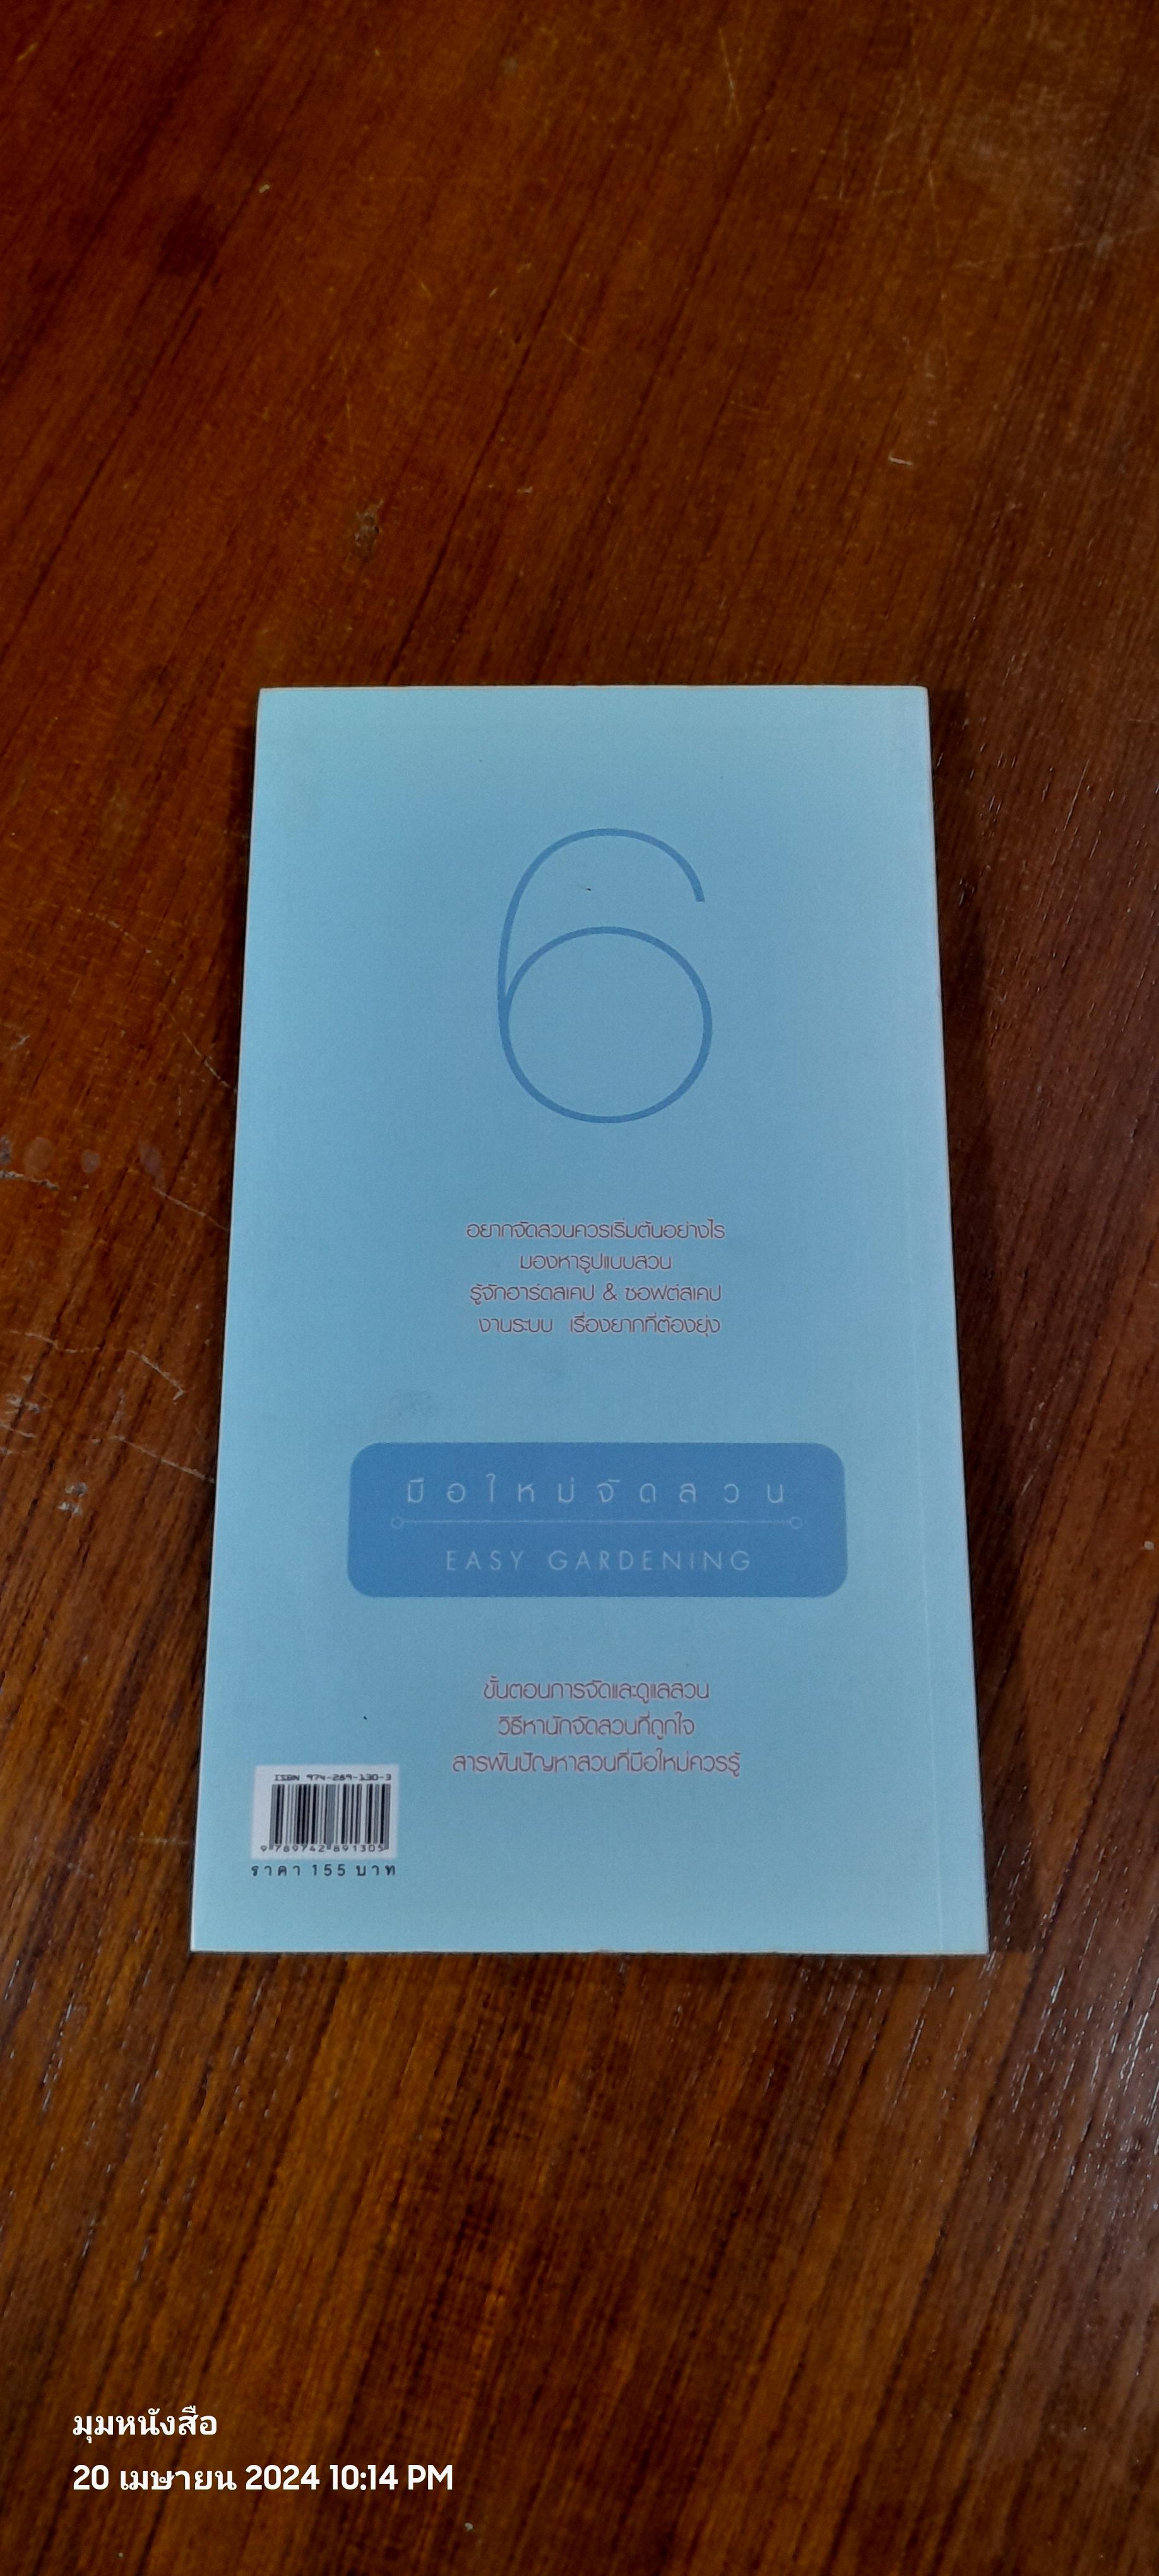 6
อยากจัดสวนควรเริ่มต้นอย่างไร
มองหารูปแบบสวน
รู้จักฮาร์ดสเคป & ซอฟต์สเคป
งานระบบ เรื่องยากที่ต้องยุ่ง
มือใหม่จัดสวน
EASY GARDENING
ขั้นตอนการจัดและดูแลสวน
วิธีหานักจัดสวนที่ถูกใจ
สารพันปัญหาสวนที่มือใหม่ควรรู้
ISBN 974-289-130-3
9 789742 891305
ราคา 155 บาท
มุมหนังสือ
20 เมษายน 2024 10:14 PM